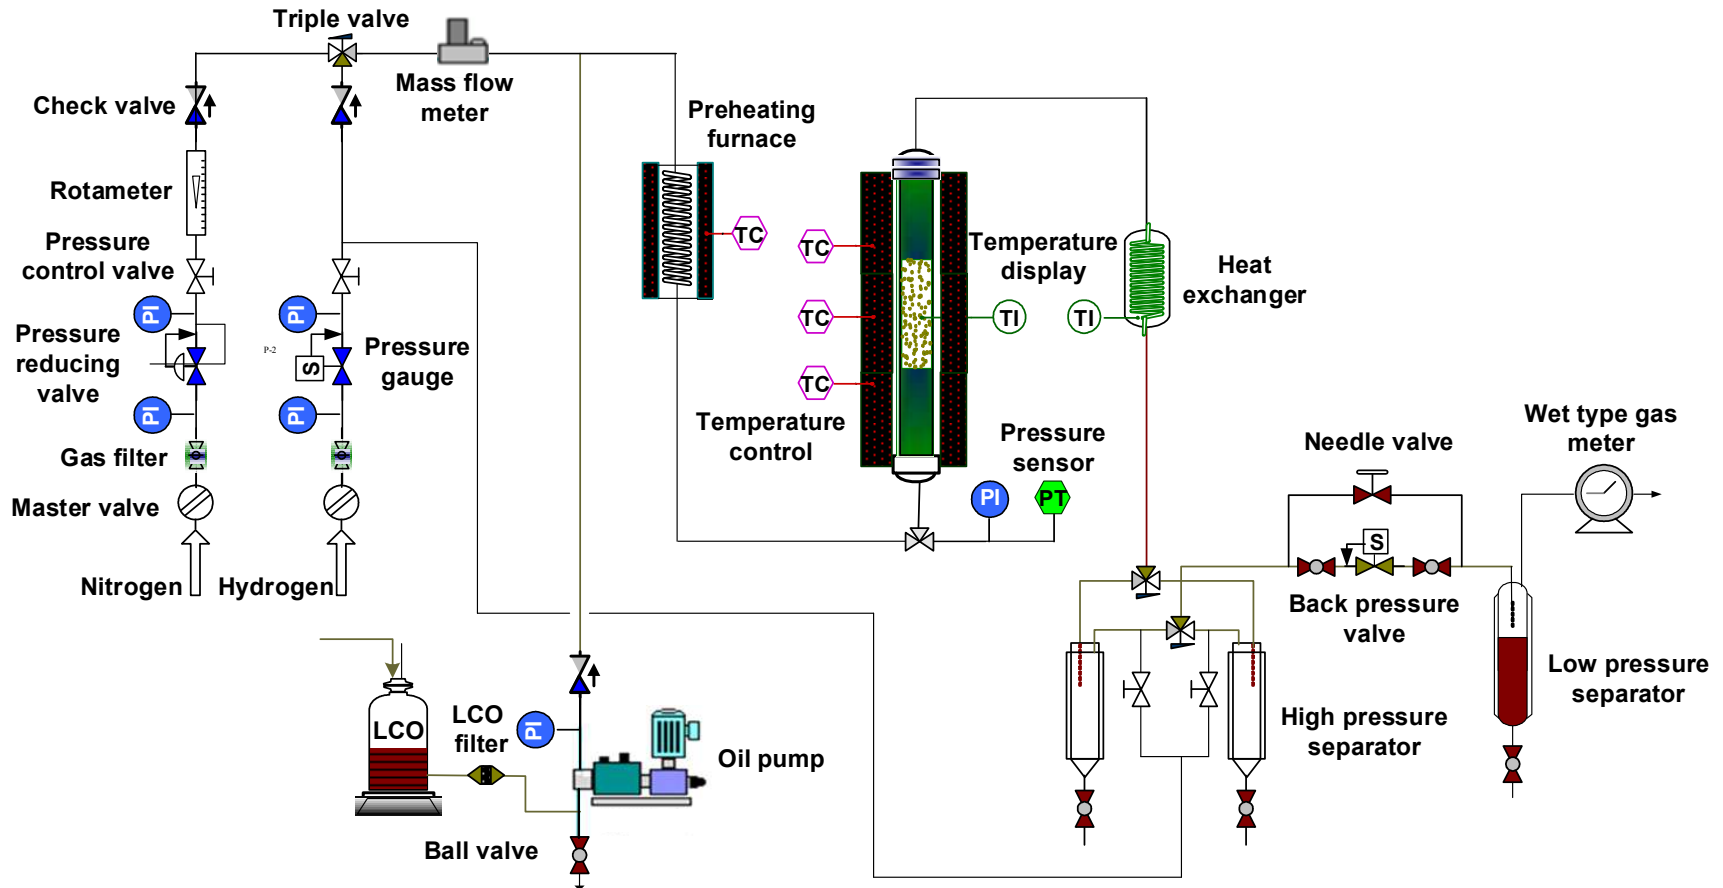 Triple valve
Mass flow
meter
Check valve
Preheating
furnace
Rotameter
TC
TC
Temperature
display
Pressure
control valve
Heat
exchanger
PI
PI
TC
TI
TI
Pressure
reducing
valve
P-2
S
Pressure
gauge
TC
PI
PI
Temperature
control
Pressure
sensor
Wet type gas
meter
Needle valve
Gas filter
Master valve
PI
PT
S
Nitrogen
Hydrogen
Back pressure
valve
Low pressure
separator
LCO
LCO
filter
PI
Oil pump
High pressure
separator
Ball valve